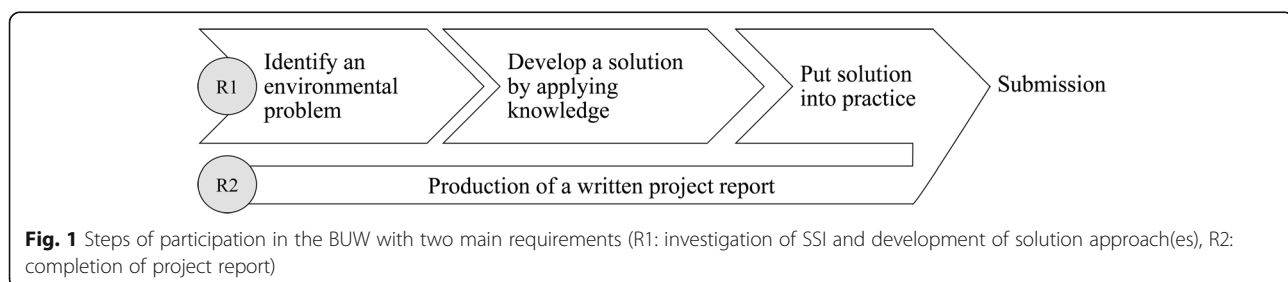 R1
Identify an
environmental
problem
Develop a solution
by applying
knowledge
Put solution
into practice
Submission
R2
Production of a written project report
Fig. 1 Steps of participation in the BUW with two main requirements (R1: investigation of SSI and development of solution approach(es), R2:
completion of project report)